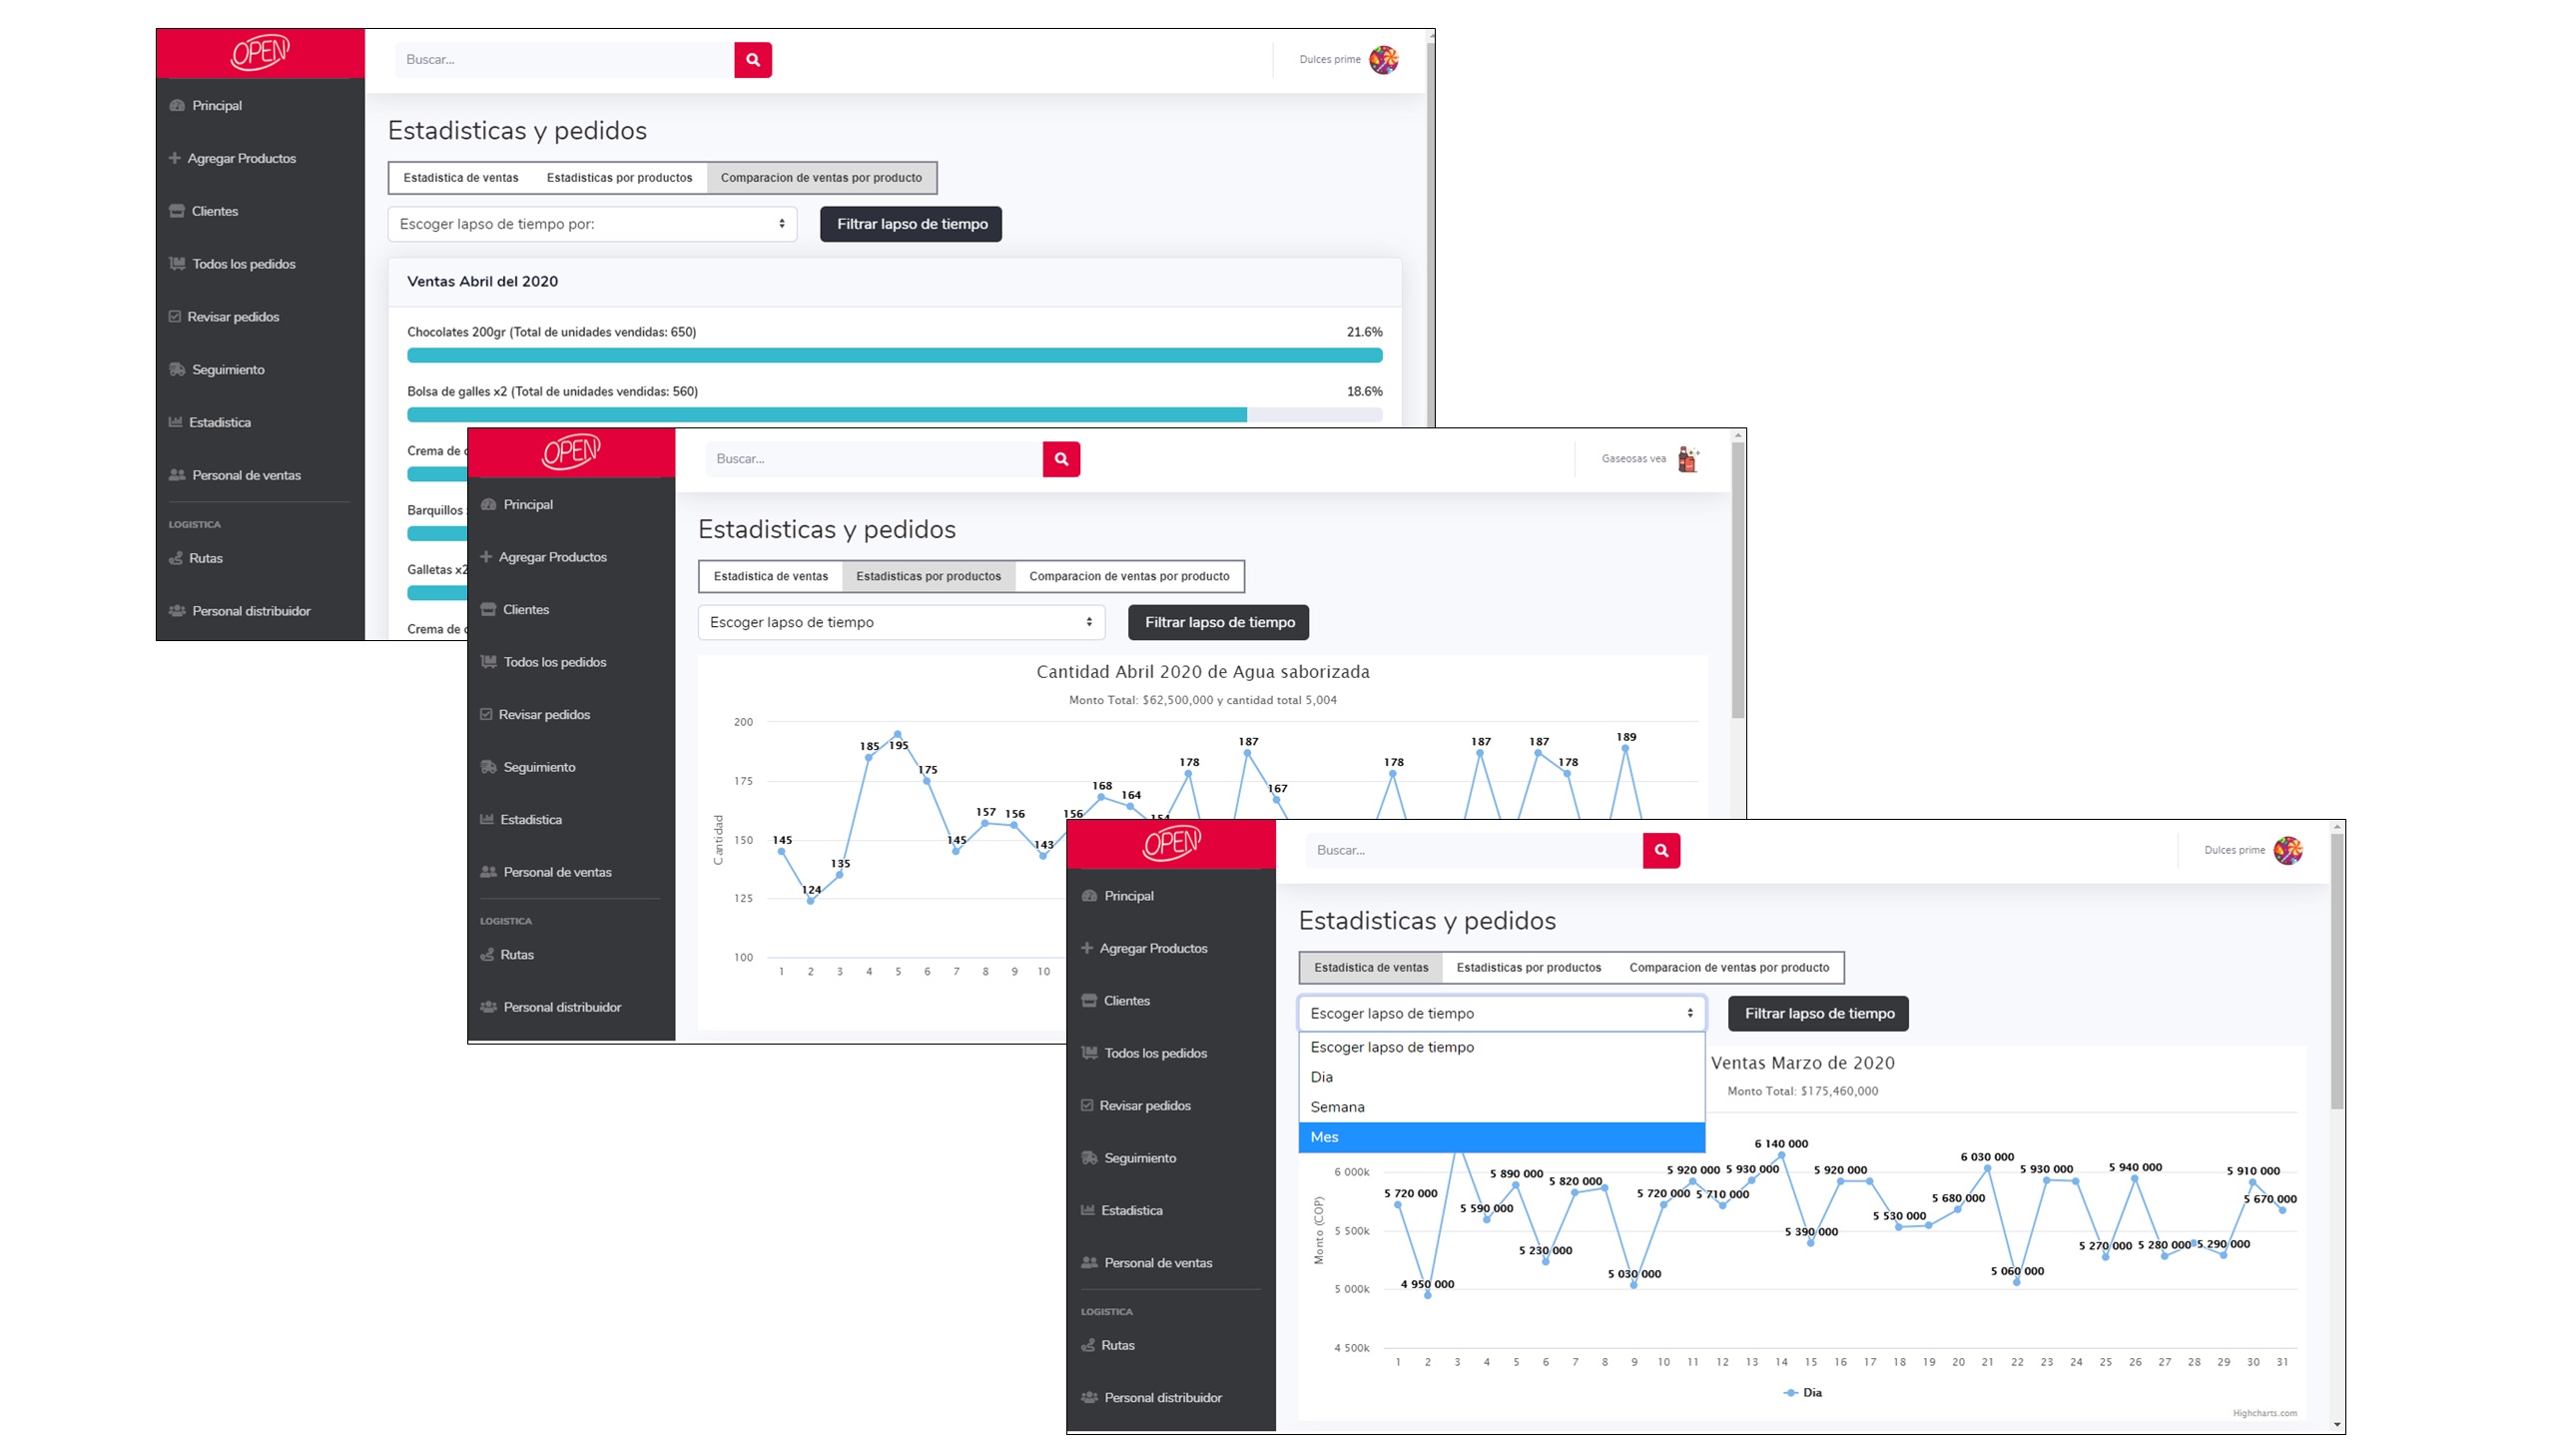 OPEN
Buscar...
Dulces prime
Principal
Agregar Productos
Clientes
Todos los pedidos
Revisar pedidos
Seguimiento
Estadistica
Personal de ventas
LOGISTICA
Rutas
Personal distribuidor
Estadisticas y pedidos
Estadistica de ventas Estadisticas por productos Comparacion de ventas por producto
Escoger lapso de tiempo por: Filtrar lapso de tiempo
Ventas Abril del 2020
Chocolates 200gr (Total de unidades vendidas: 650) 21.6%
Bolsa de galles x2 (Total de unidades vendidas: 560) 18.6%
Crema de
Barquillos
Galletas x2
Crema de
OPEN
Buscar...
Gaseosas vea
Principal
Agregar Productos
Clientes
Todos los pedidos
Revisar pedidos
Seguimiento
Estadistica
Personal de ventas
LOGISTICA
Rutas
Personal distribuidor
Estadisticas y pedidos
Estadistica de ventas Estadisticas por productos Comparacion de ventas por producto
Escoger lapso de tiempo Filtrar lapso de tiempo
Cantidad Abril 2020 de Agua saborizada
Monto Total: $62,500,000 y cantidad total 5,004
Cantidad
200
175
150
125
100
145 124 135 185 195 175 145 157 156 143 156 168 164 154 178 187 167 178 187 187 178 189
1 2 3 4 5 6 7 8 9 10
OPEN
Buscar...
Dulces prime
Principal
Agregar Productos
Clientes
Todos los pedidos
Revisar pedidos
Seguimiento
Estadistica
Personal de ventas
LOGISTICA
Rutas
Personal distribuidor
Estadisticas y pedidos
Estadistica de ventas Estadisticas por productos Comparacion de ventas por producto
Escoger lapso de tiempo Filtrar lapso de tiempo
Escoger lapso de tiempo
Dia
Semana
Mes
Ventas Marzo de 2020
Monto Total: $175,460,000
Monto (COP)
6 000k
5 500k
5 000k
4 500k
5 720 000 4 950 000 5 590 000 5 890 000 5 230 000 5 820 000 5 030 000 5 720 000 5 920 000 5 710 000 5 930 000 6 140 000 5 390 000 5 920 000 5 530 000 5 680 000 6 030 000 5 060 000 5 930 000 5 270 000 5 940 000 5 280 000 5 290 000 5 910 000 5 670 000
1 2 3 4 5 6 7 8 9 10 11 12 13 14 15 16 17 18 19 20 21 22 23 24 25 26 27 28 29 30 31
Dia
Highcharts.com